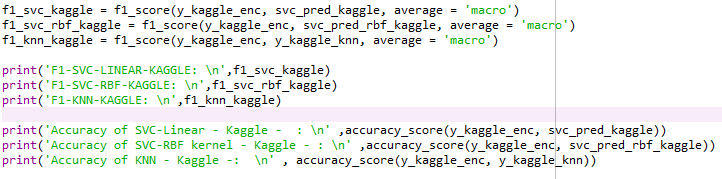 f1_svc_kaggle = f1_score(y_kaggle_enc, svc_pred_kaggle, average = 'macro')
f1_svc_rbf_kaggle = f1_score(y_kaggle_enc, svc_pred_rbf_kaggle, average = 'macro')
f1_knn_kaggle = f1_score(y_kaggle_enc, y_kaggle_knn, average = 'macro')
print('F1-SVC-LINEAR-KAGGLE: \n',f1_svc_kaggle)
print('F1-SVC-RBF-KAGGLE: \n',f1_svc_rbf_kaggle)
print('F1-KNN-KAGGLE: \n',f1_knn_kaggle)
print('Accuracy of SVC-Linear - Kaggle -  : \n' ,accuracy_score(y_kaggle_enc, svc_pred_kaggle))
print('Accuracy of SVC-RBF kernel - Kaggle - : \n' ,accuracy_score(y_kaggle_enc, svc_pred_rbf_kaggle))
print('Accuracy of KNN - Kaggle -:  \n' , accuracy_score(y_kaggle_enc, y_kaggle_knn))